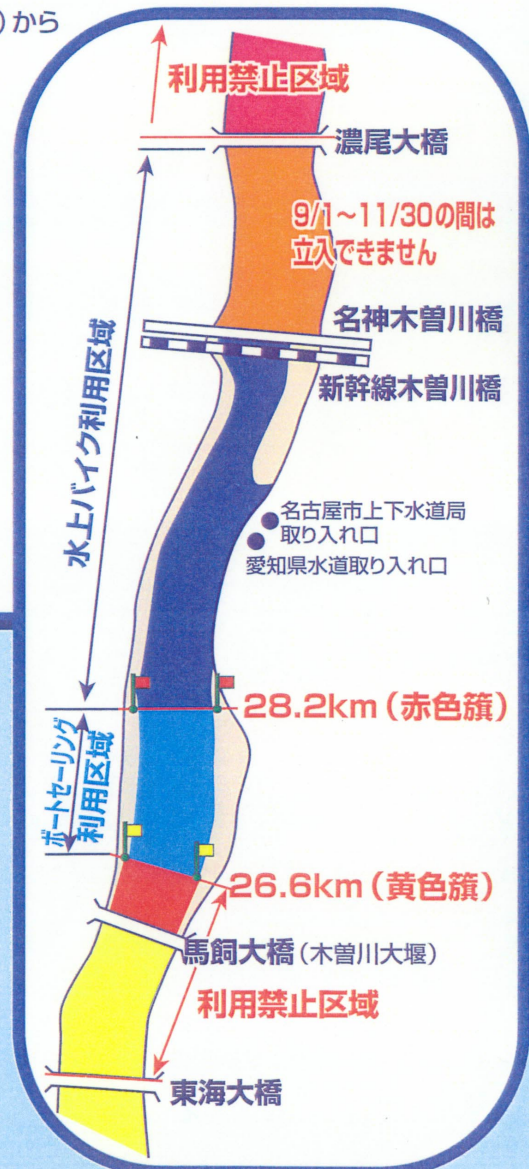 ）から
利用禁止区域
濃尾大橋
9/1〜11/30の間は
立入できません
名神木曽川橋
新幹線木曽川橋
水上バイク利用区域
名古屋市上下水道局
取り入れ口
愛知県水道取り入れ口
28.2km（赤色籏）
ボートセーリング
利用区域
26.6km（黄色籏）
馬飼大橋（木曽川大堰）
利用禁止区域
東海大橋